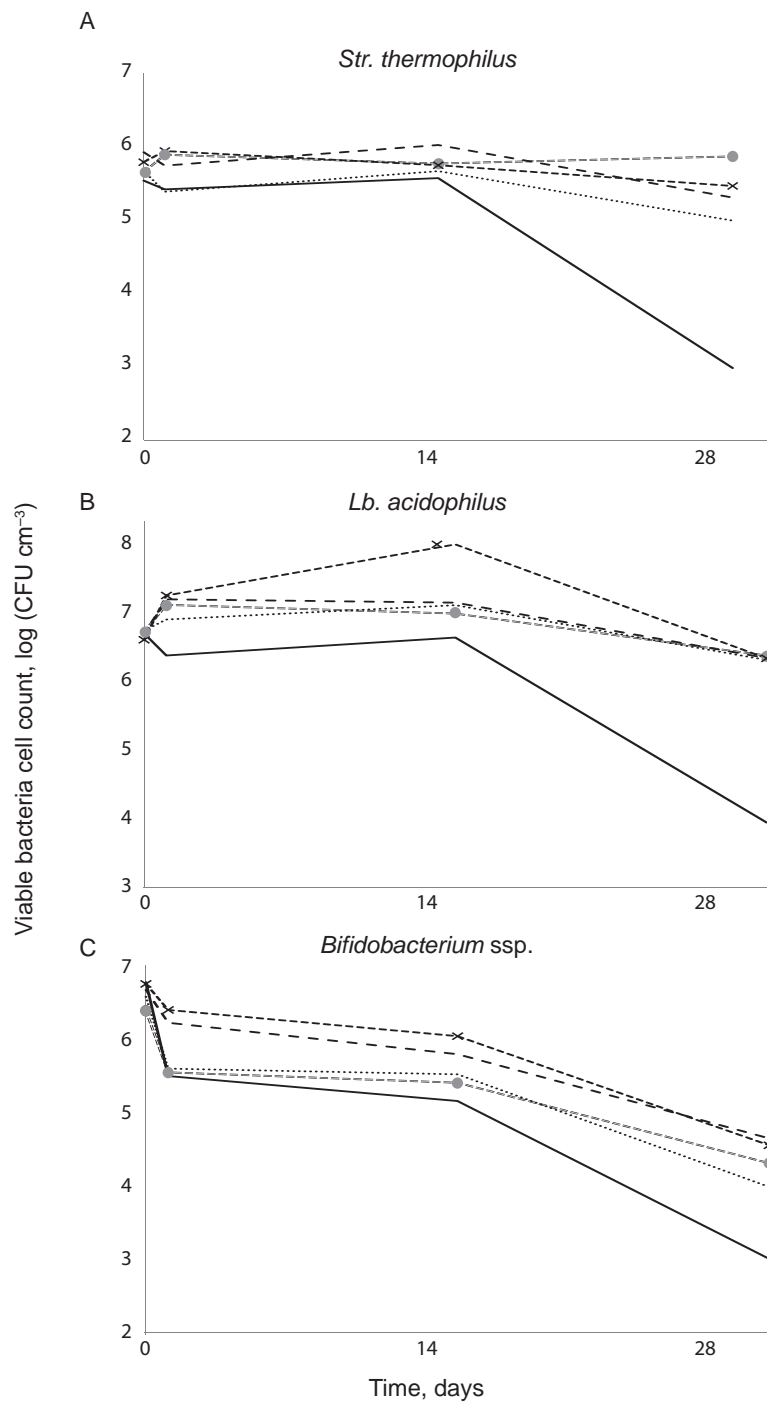 A
Str. thermophilus
7
6
5
4
3
2
0 14 28
B
Lb. acidophilus
8
7
6
5
4
3
0 14 28
Viable bacteria cell count, log (CFU cm⁻³)
C
Bifidobacterium ssp.
7
6
5
4
3
2
0 14 28
Time, days